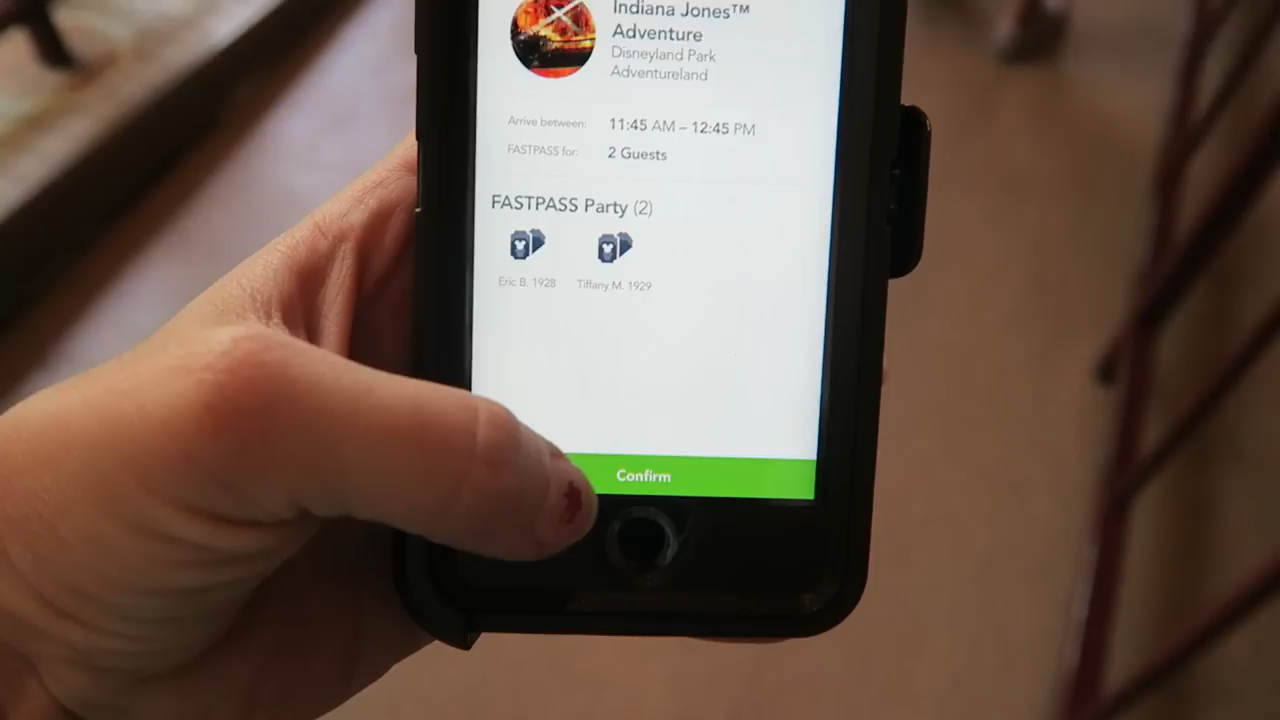 Indiana Jones™
Adventure
Disneyland Park
Adventureland
Arrive between: 11:45 AM – 12:45 PM
FASTPASS for: 2 Guests
FASTPASS Party (2)
Eric B. 1928 Tiffany M. 1929
Confirm